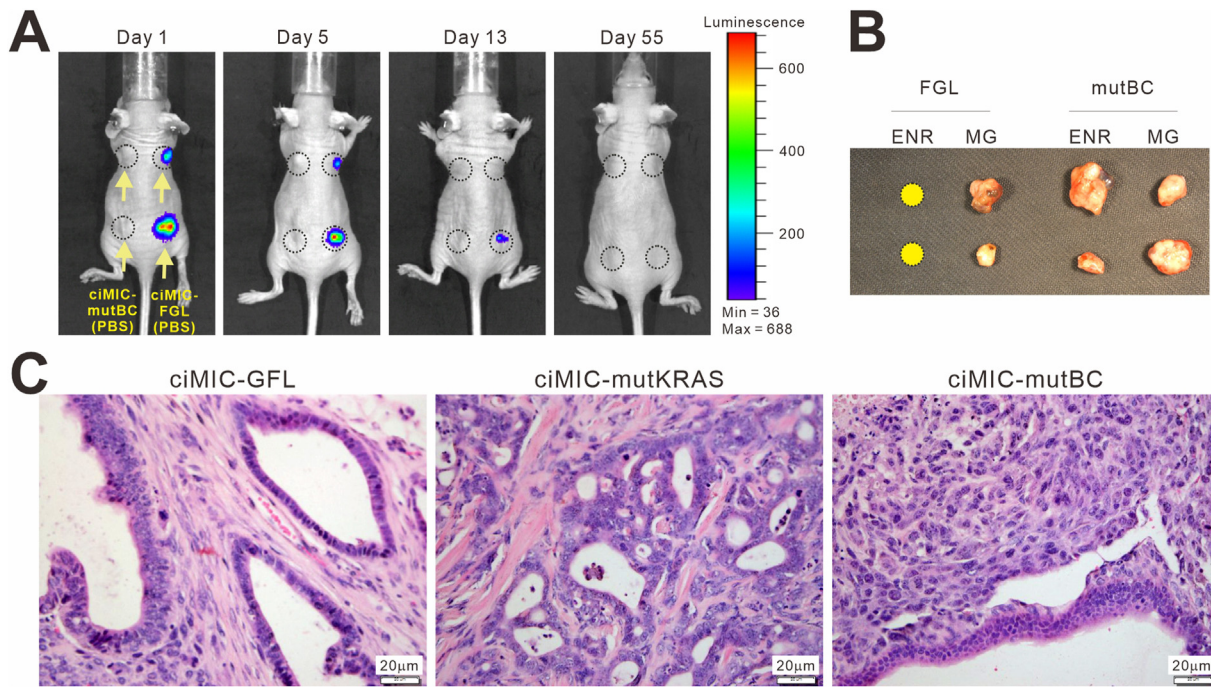 A
Day 1
Day 5
Day 13
Day 55
Luminescence
600
400
200
Min = 36
Max = 688
ciMIC-
mutBC
(PBS)
ciMIC-
FGL
(PBS)
B
FGL
mutBC
ENR
MG
ENR
MG
C
ciMIC-GFL
ciMIC-mutKRAS
ciMIC-mutBC
20μm
20μm
20μm